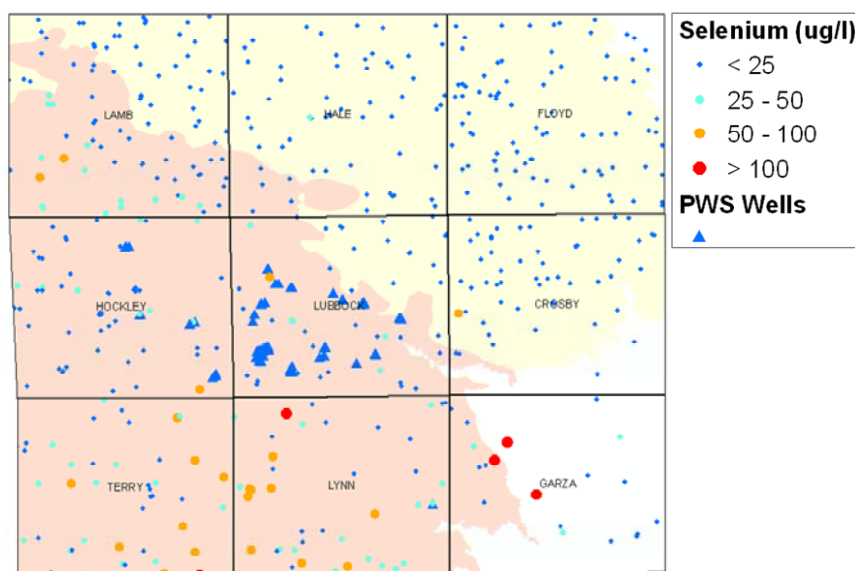 Selenium (ug/l)
< 25
25 - 50
50 - 100
> 100
PWS Wells
LAMB
HALE
FLOYD
HOCKLEY
LUBBOCK
CROSBY
TERRY
LYNN
GARZA